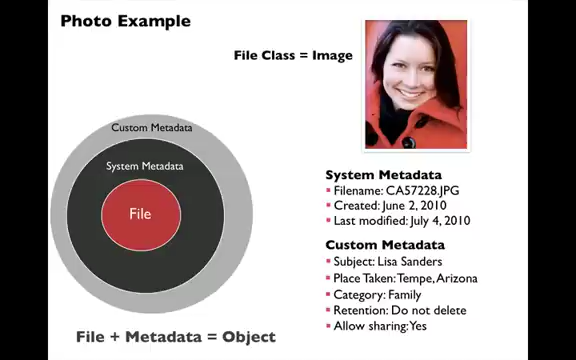 Photo Example
File Class = Image
Custom Metadata
System Metadata
File
File + Metadata = Object
System Metadata
Filename: CA57228.JPG
Created: June 2, 2010
Last modified: July 4, 2010
Custom Metadata
Subject: Lisa Sanders
Place Taken: Tempe, Arizona
Category: Family
Retention: Do not delete
Allow sharing: Yes